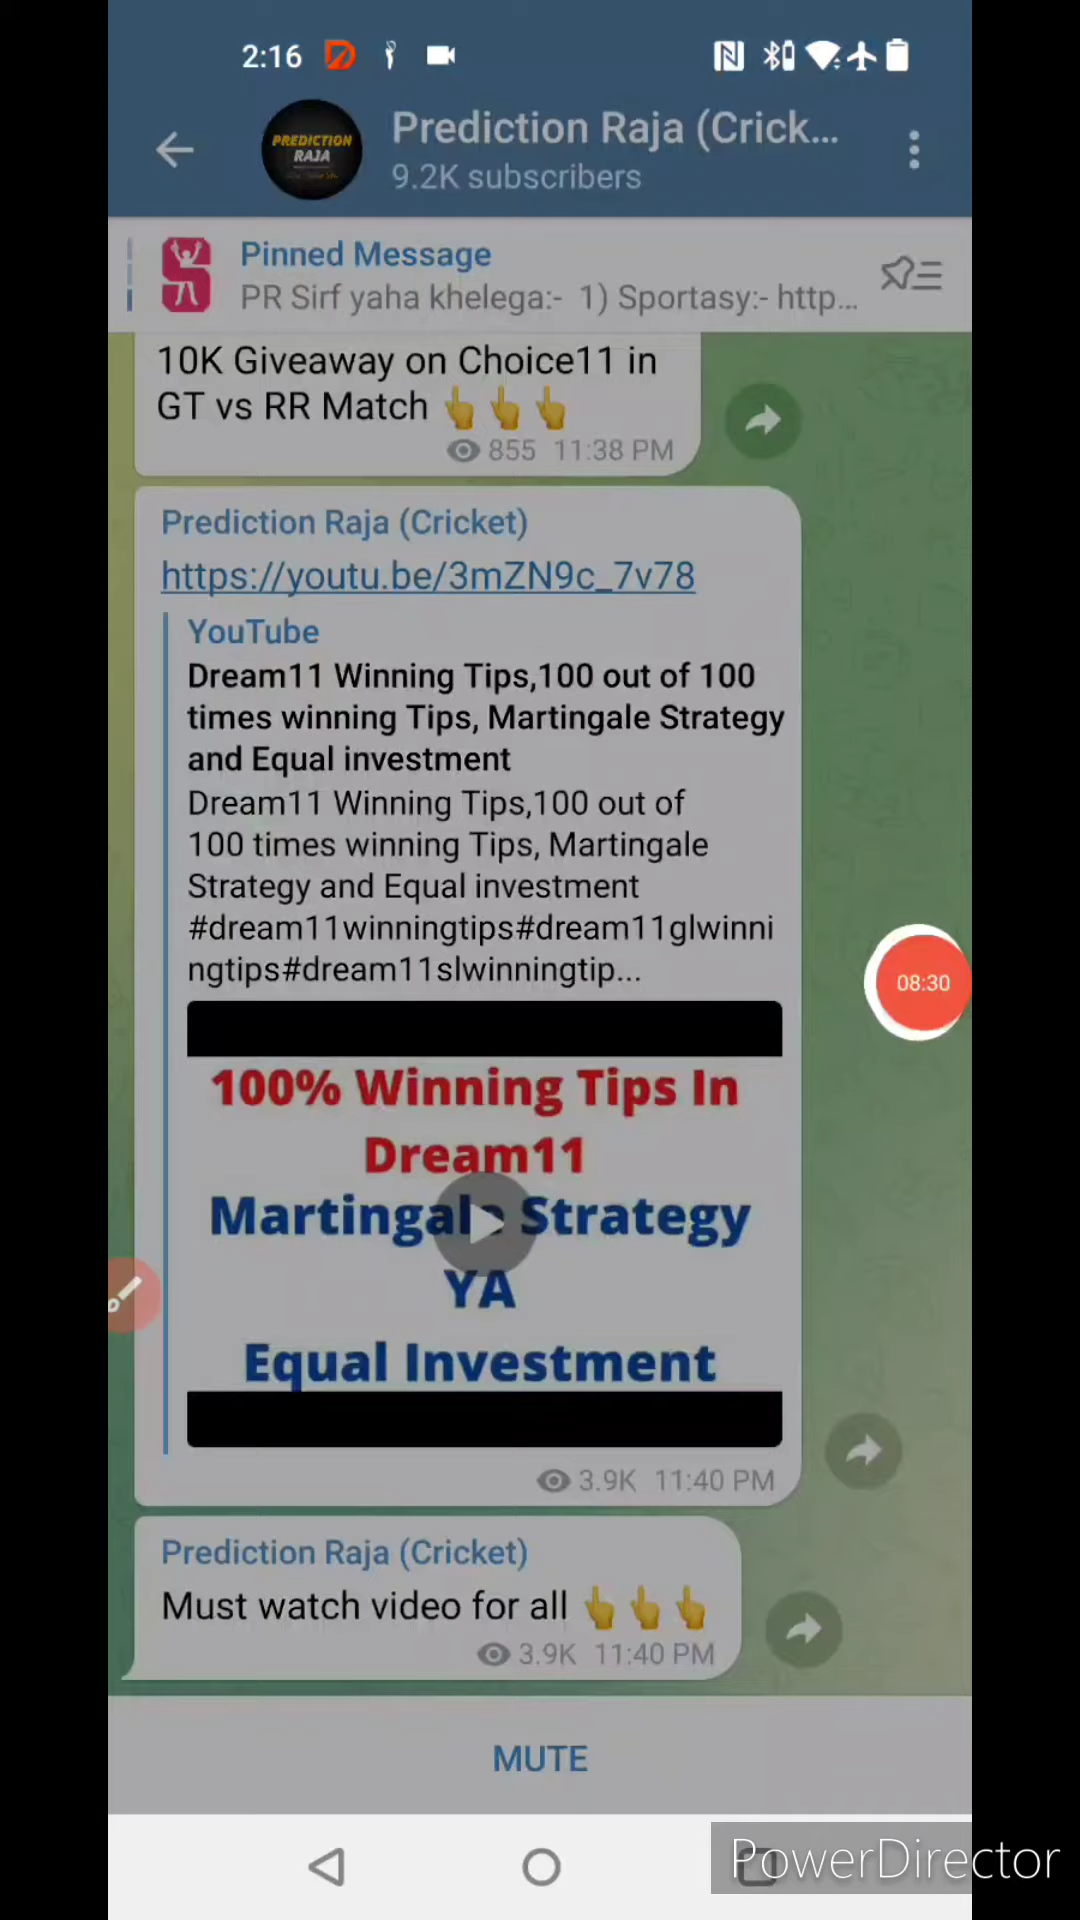 2:16
PREDICTION
RAJA
Prediction Raja (Crick...
9.2K subscribers
Pinned Message
PR Sirf yaha khelega:- 1) Sportasy:- http...
10K Giveaway on Choice11 in
GT vs RR Match 👆👆👆
855 11:38 PM
Prediction Raja (Cricket)
https://youtu.be/3mZN9c_7v78
YouTube
Dream11 Winning Tips,100 out of 100
times winning Tips, Martingale Strategy
and Equal investment
Dream11 Winning Tips,100 out of
100 times winning Tips, Martingale
Strategy and Equal investment
#dream11winningtips#dream11glwinni
ngtips#dream11slwinningtip...
08:30
100% Winning Tips In
Dream11
Martingale Strategy
YA
Equal Investment
3.9K 11:40 PM
Prediction Raja (Cricket)
Must watch video for all 👆👆👆
3.9K 11:40 PM
MUTE
PowerDirector